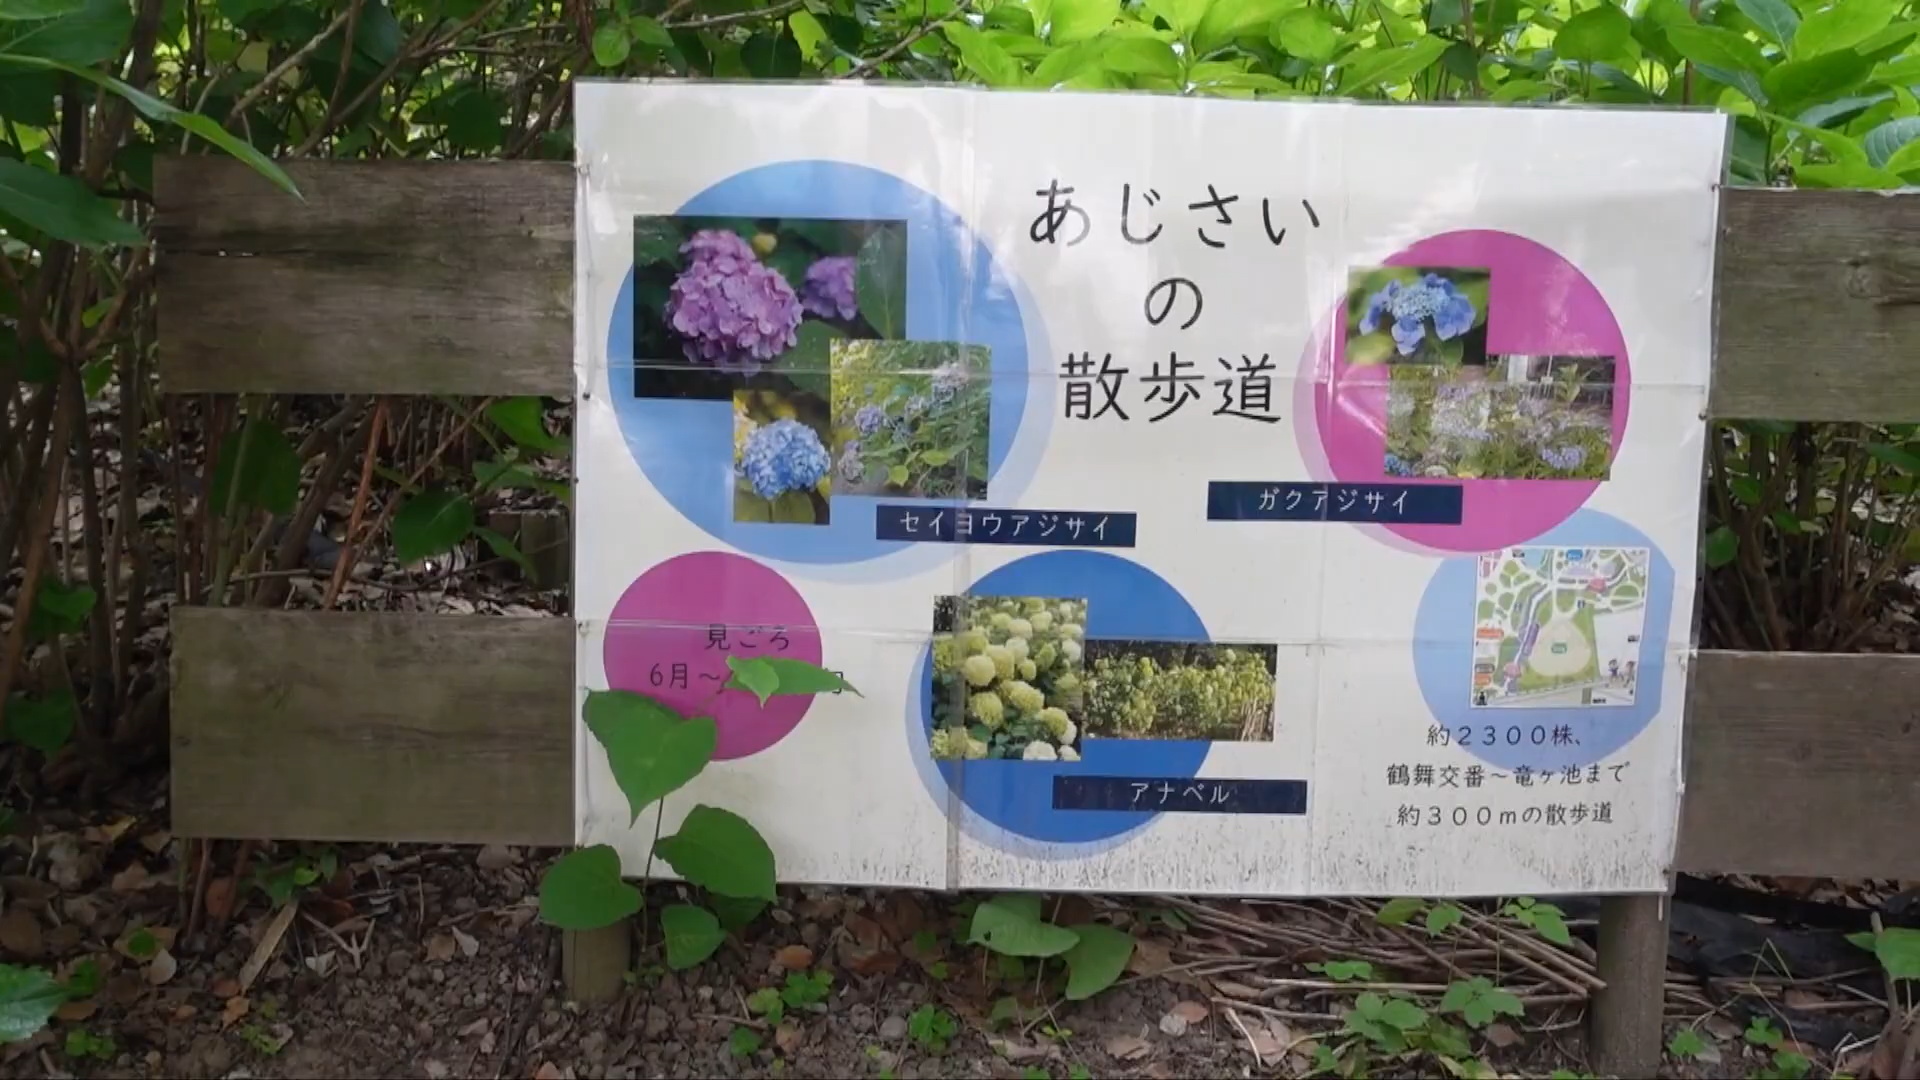 あじさい
の
散歩道
セイヨウアジサイ
ガクアジサイ
見ごろ
6月～
アナベル
約２３００株、
鶴舞交番～竜ヶ池まで
約３００ｍの散歩道